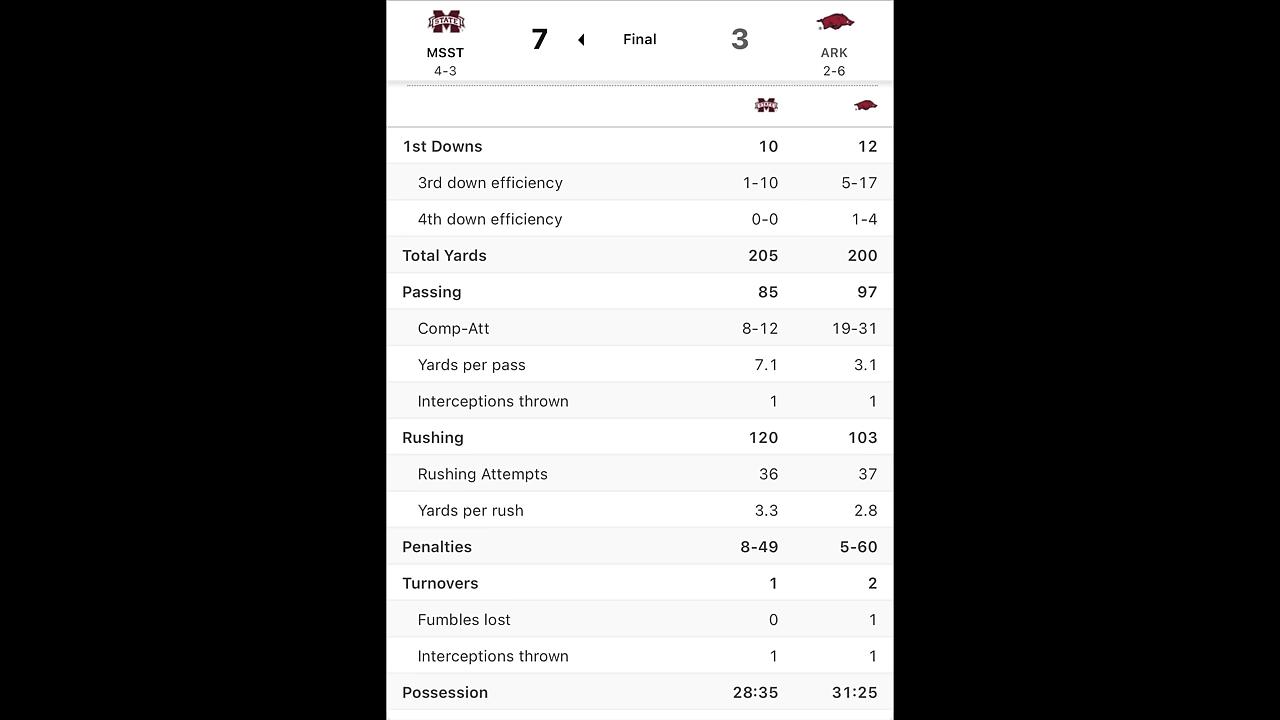 7 Final 3
MSST ARK
4-3 2-6
1st Downs 10 12
3rd down efficiency 1-10 5-17
4th down efficiency 0-0 1-4
Total Yards 205 200
Passing 85 97
Comp-Att 8-12 19-31
Yards per pass 7.1 3.1
Interceptions thrown 1 1
Rushing 120 103
Rushing Attempts 36 37
Yards per rush 3.3 2.8
Penalties 8-49 5-60
Turnovers 1 2
Fumbles lost 0 1
Interceptions thrown 1 1
Possession 28:35 31:25